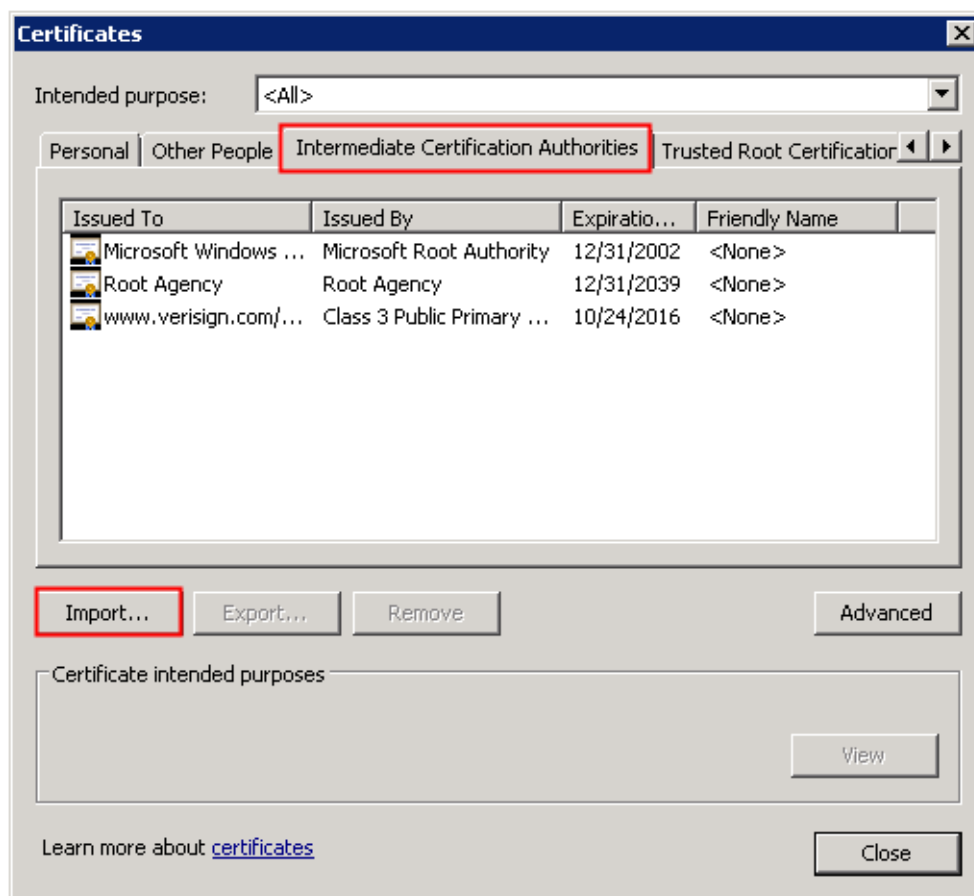 Certificates
Intended purpose: <All>
Personal Other People Intermediate Certification Authorities Trusted Root Certification
Issued To Issued By Expiratio... Friendly Name
Microsoft Windows ... Microsoft Root Authority 12/31/2002 <None>
Root Agency Root Agency 12/31/2039 <None>
www.verisign.com/... Class 3 Public Primary ... 10/24/2016 <None>
Import... Export... Remove Advanced
Certificate intended purposes
View
Learn more about certificates
Close